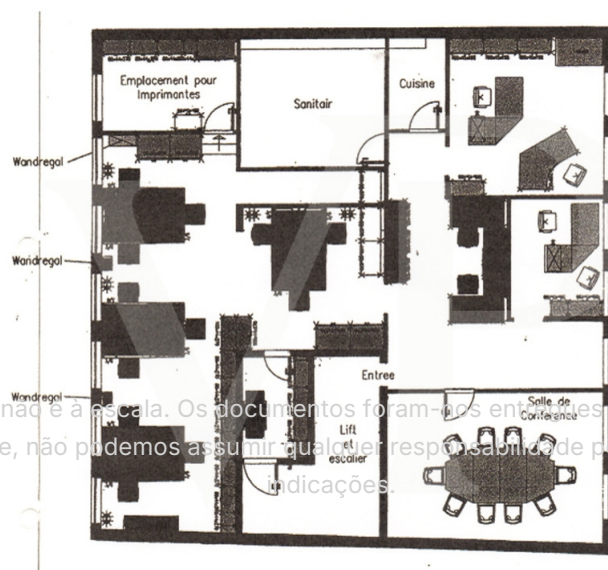 Emplacement pour
Imprimantes
Sanitair
Cuisine
Wandregal
Wandregal
Entree
Wandregal
Salle de
Conférence
Lift
et
escalier
não é à escala. Os documentos foram-nos entregues
e, não podemos assumir qualquer responsabilidade p
indicações.